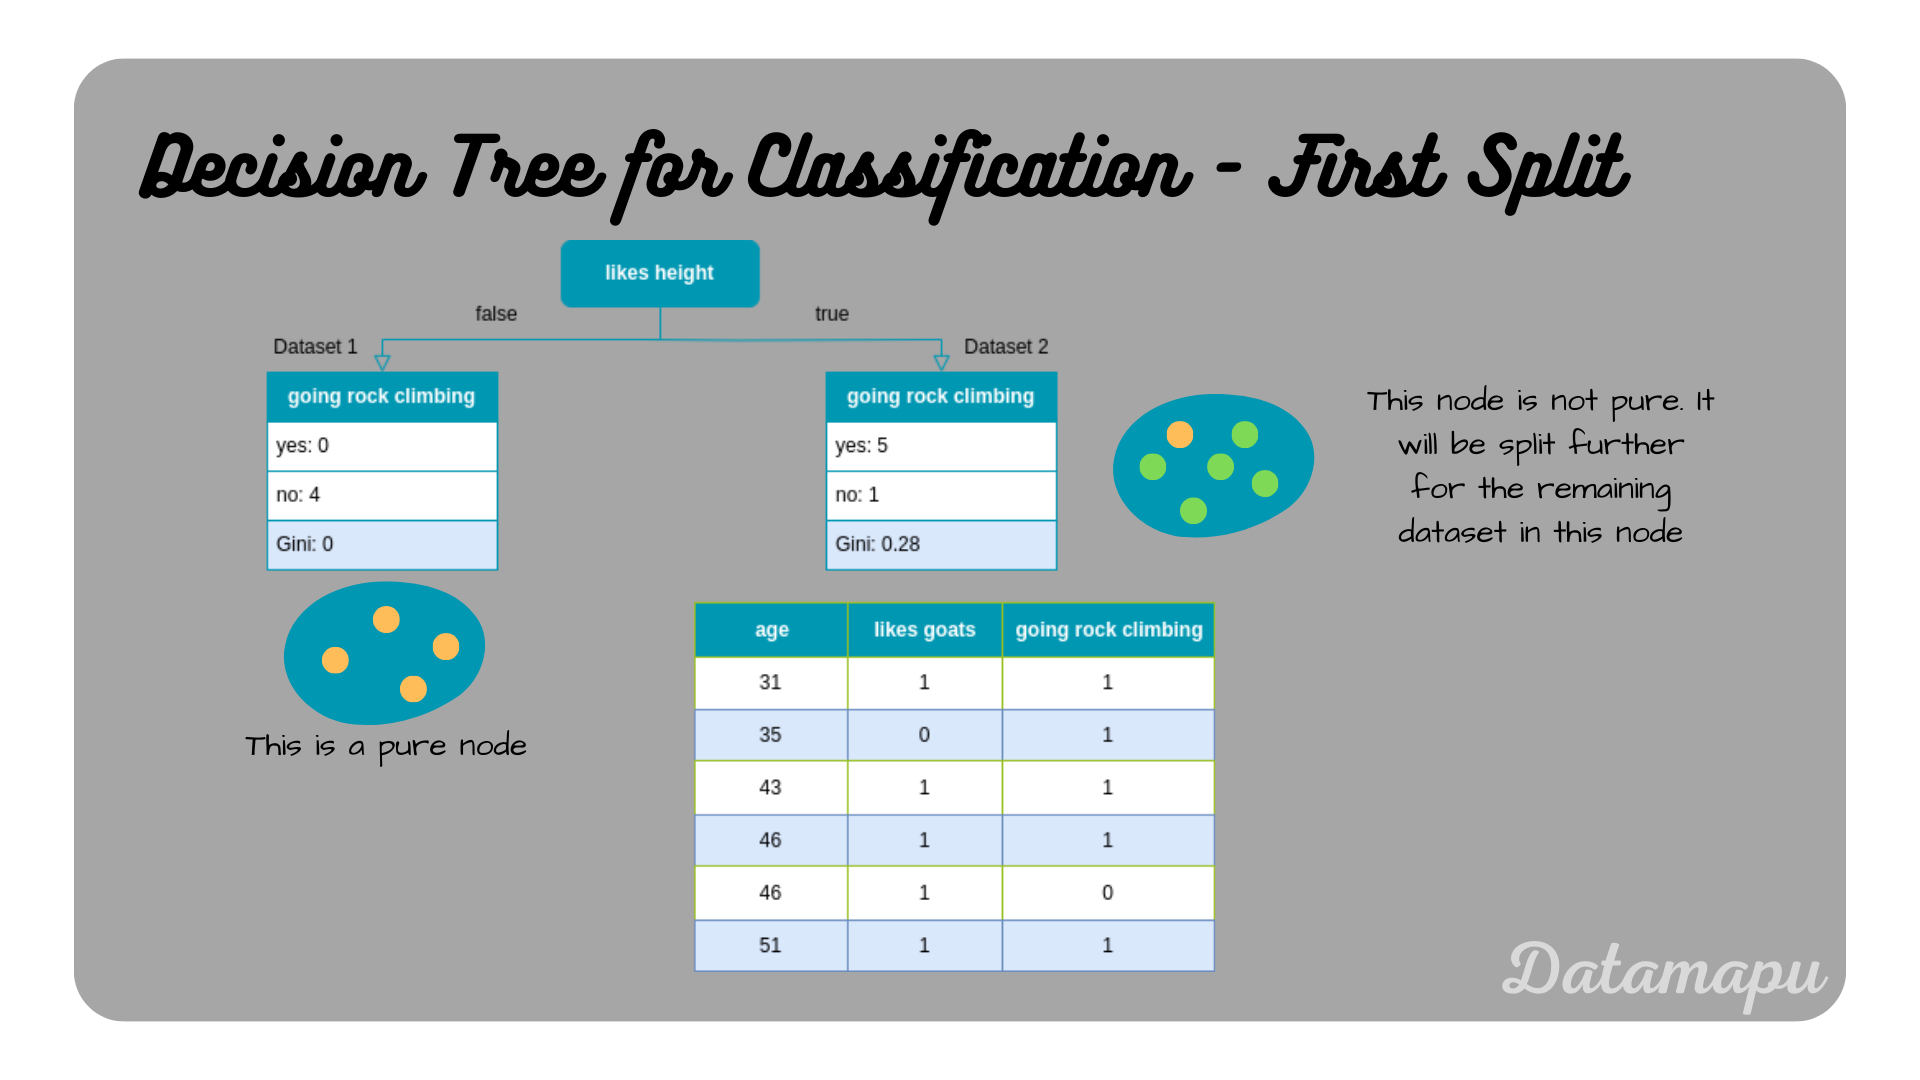 Decision Tree for Classification - First Split
likes height
false true
Dataset 1 Dataset 2
going rock climbing going rock climbing
yes: 0 yes: 5
no: 4 no: 1
Gini: 0 Gini: 0.28
This node is not pure. It
will be split further
for the remaining
dataset in this node
This is a pure node
age likes goats going rock climbing
31 1 1
35 0 1
43 1 1
46 1 1
46 1 0
51 1 1
Datamapu